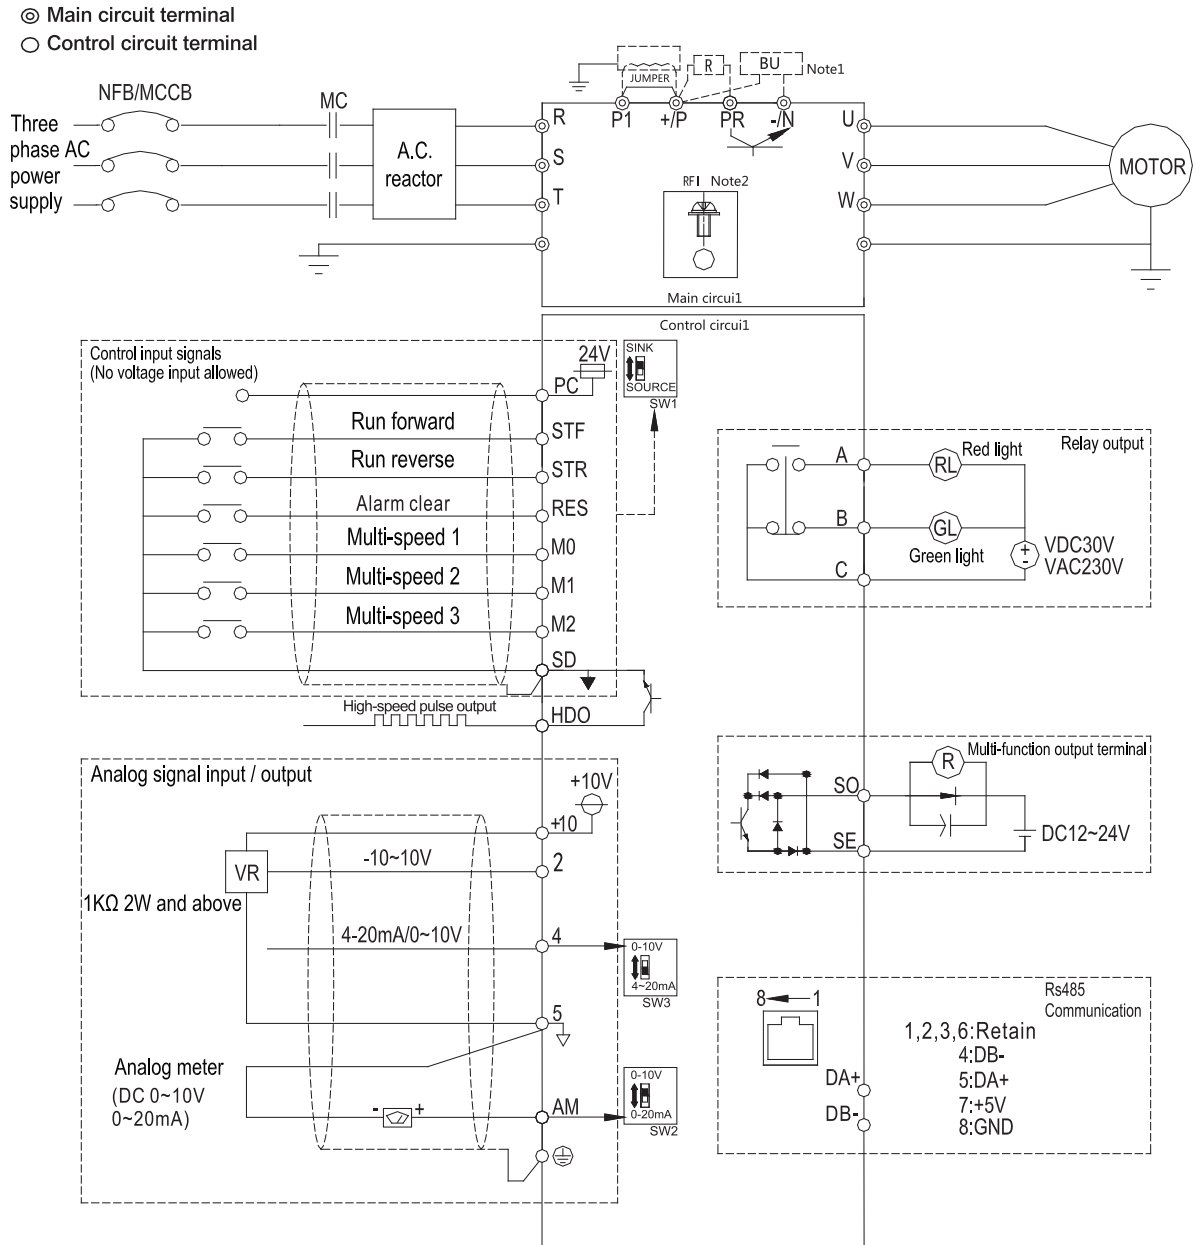 Main circuit terminal
Control circuit terminal
NFB/MCCB
MC
Three
phase AC
power
supply
A.C.
reactor
JUMPER
R
BU
Note1
P1
+/P
PR
-/N
R
S
T
U
V
W
MOTOR
RFI Note2
Main circui1
Control circui1
Control input signals
(No voltage input allowed)
24V
PC
SINK
SOURCE
SW1
Run forward
STF
Run reverse
STR
Alarm clear
RES
Multi-speed 1
M0
Multi-speed 2
M1
Multi-speed 3
M2
SD
High-speed pulse output
HDO
Relay output
A
RL
Red light
B
GL
Green light
C
+
-
VDC30V
VAC230V
Multi-function output terminal
R
SO
SE
DC12~24V
Analog signal input / output
+10V
+10
-10~10V
2
VR
1KΩ 2W and above
4-20mA/0~10V
4
0-10V
4~20mA
SW3
5
Analog meter
(DC 0~10V
0~20mA)
- +
AM
0-10V
0-20mA
SW2
Rs485
Communication
8 1
1,2,3,6:Retain
4:DB-
5:DA+
7:+5V
8:GND
DA+
DB-